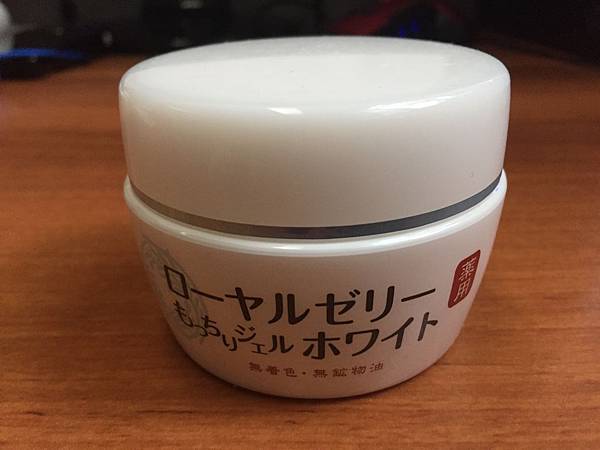 薬用
ローヤルゼリー
もっちりジェル ホワイト
無着色・無鉱物油